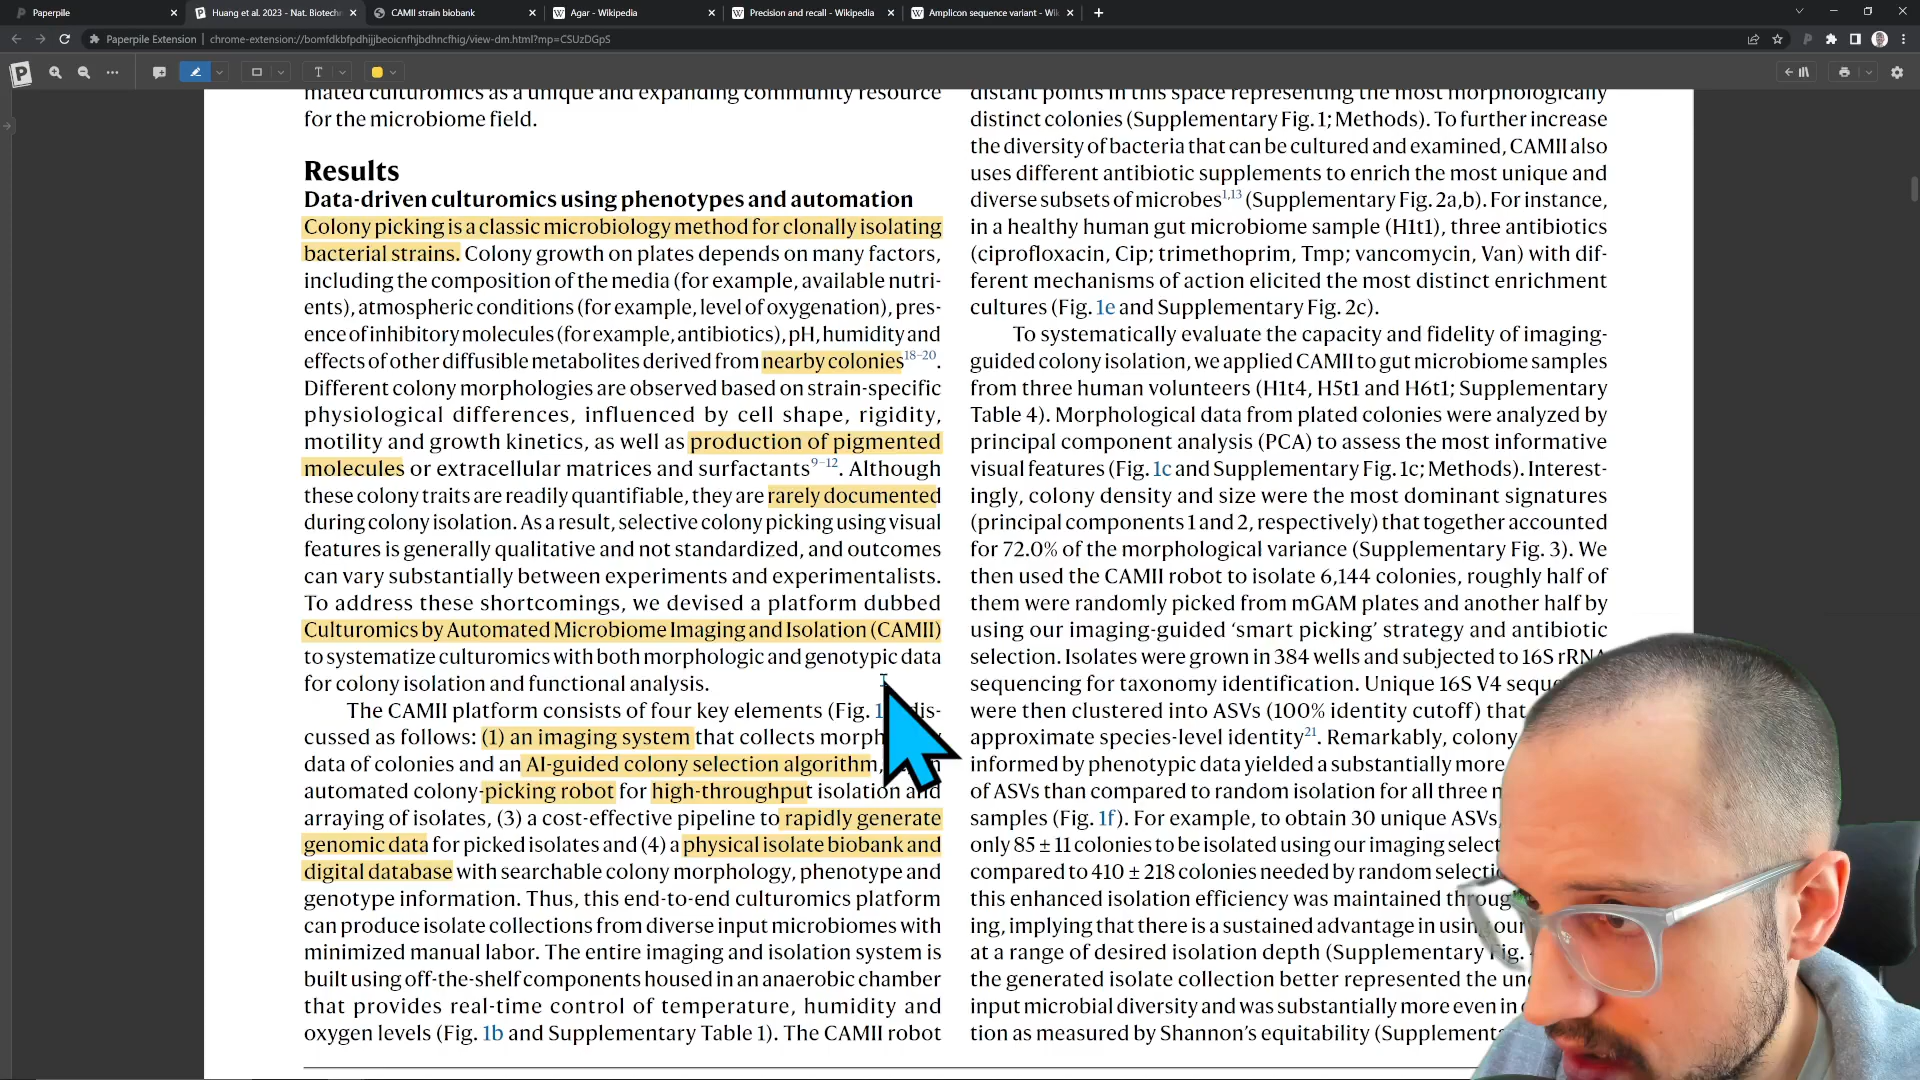 Paperpile
Huang et al. 2023 - Nat. Biotechn
CAMII strain biobank
Agar - Wikipedia
Precision and recall - Wikipedia
Amplicon sequence variant - Wi
Paperpile Extension
chrome-extension://bomfdkbfpdhijjbeoicnfhjbdhncfhig/view-dm.html?mp=CSUzDGpS
mated culturomics as a unique and expanding community resource
for the microbiome field.
Results
Data-driven culturomics using phenotypes and automation
Colony picking is a classic microbiology method for clonally isolating
bacterial strains. Colony growth on plates depends on many factors,
including the composition of the media (for example, available nutri-
ents), atmospheric conditions (for example, level of oxygenation), pres-
ence of inhibitory molecules (for example, antibiotics), pH, humidity and
effects of other diffusible metabolites derived from nearby colonies18–20.
Different colony morphologies are observed based on strain-specific
physiological differences, influenced by cell shape, rigidity,
motility and growth kinetics, as well as production of pigmented
molecules or extracellular matrices and surfactants9–12. Although
these colony traits are readily quantifiable, they are rarely documented
during colony isolation. As a result, selective colony picking using visual
features is generally qualitative and not standardized, and outcomes
can vary substantially between experiments and experimentalists.
To address these shortcomings, we devised a platform dubbed
Culturomics by Automated Microbiome Imaging and Isolation (CAMII)
to systematize culturomics with both morphologic and genotypic data
for colony isolation and functional analysis.
The CAMII platform consists of four key elements (Fig. 1 dis-
cussed as follows: (1) an imaging system that collects morph
data of colonies and an AI-guided colony selection algorithm,
automated colony-picking robot for high-throughput isolation and
arraying of isolates, (3) a cost-effective pipeline to rapidly generate
genomic data for picked isolates and (4) a physical isolate biobank and
digital database with searchable colony morphology, phenotype and
genotype information. Thus, this end-to-end culturomics platform
can produce isolate collections from diverse input microbiomes with
minimized manual labor. The entire imaging and isolation system is
built using off-the-shelf components housed in an anaerobic chamber
that provides real-time control of temperature, humidity and
oxygen levels (Fig. 1b and Supplementary Table 1). The CAMII robot
distant points in this space representing the most morphologically
distinct colonies (Supplementary Fig. 1; Methods). To further increase
the diversity of bacteria that can be cultured and examined, CAMII also
uses different antibiotic supplements to enrich the most unique and
diverse subsets of microbes1,13 (Supplementary Fig. 2a,b). For instance,
in a healthy human gut microbiome sample (H1t1), three antibiotics
(ciprofloxacin, Cip; trimethoprim, Tmp; vancomycin, Van) with dif-
ferent mechanisms of action elicited the most distinct enrichment
cultures (Fig. 1e and Supplementary Fig. 2c).
To systematically evaluate the capacity and fidelity of imaging-
guided colony isolation, we applied CAMII to gut microbiome samples
from three human volunteers (H1t4, H5t1 and H6t1; Supplementary
Table 4). Morphological data from plated colonies were analyzed by
principal component analysis (PCA) to assess the most informative
visual features (Fig. 1c and Supplementary Fig. 1c; Methods). Interest-
ingly, colony density and size were the most dominant signatures
(principal components 1 and 2, respectively) that together accounted
for 72.0% of the morphological variance (Supplementary Fig. 3). We
then used the CAMII robot to isolate 6,144 colonies, roughly half of
them were randomly picked from mGAM plates and another half by
using our imaging-guided ‘smart picking’ strategy and antibiotic
selection. Isolates were grown in 384 wells and subjected to 16S rRNA
sequencing for taxonomy identification. Unique 16S V4 sequ
were then clustered into ASVs (100% identity cutoff) that
approximate species-level identity21. Remarkably, colony
informed by phenotypic data yielded a substantially more
of ASVs than compared to random isolation for all three
samples (Fig. 1f). For example, to obtain 30 unique ASVs,
only 85 ± 11 colonies to be isolated using our imaging select
compared to 410 ± 218 colonies needed by random selecti
this enhanced isolation efficiency was maintained throug
ing, implying that there is a sustained advantage in using our
at a range of desired isolation depth (Supplementary Fig.
the generated isolate collection better represented the un
input microbial diversity and was substantially more even in
tion as measured by Shannon’s equitability (Supplement